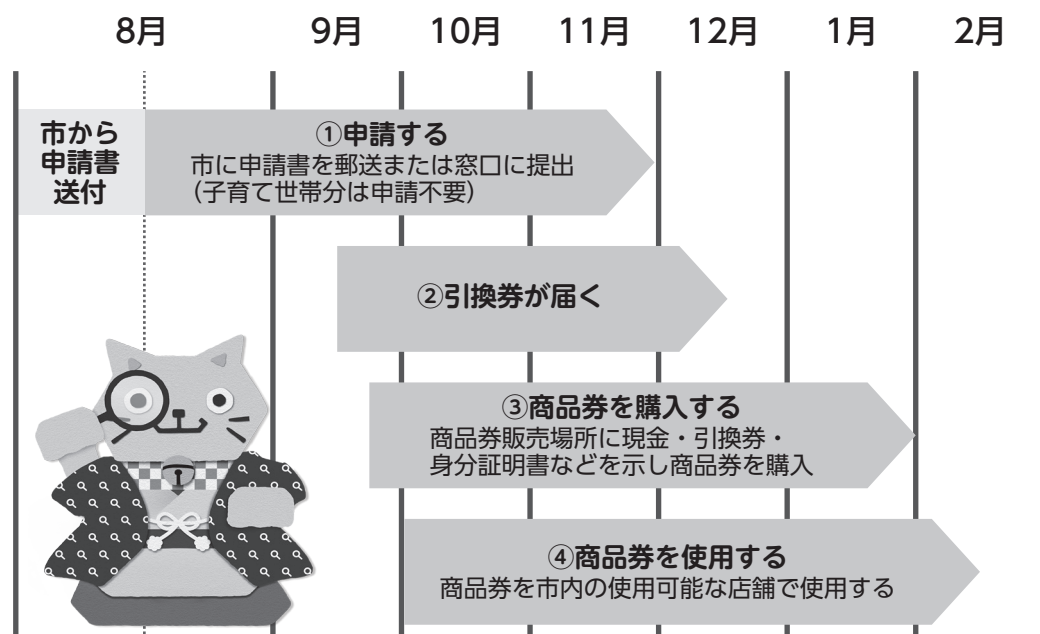 8月 9月 10月 11月 12月 1月 2月
市から
申請書
送付
①申請する
市に申請書を郵送または窓口に提出
(子育て世帯分は申請不要)
②引換券が届く
③商品券を購入する
商品券販売場所に現金・引換券・
身分証明書などを示し商品券を購入
④商品券を使用する
商品券を市内の使用可能な店舗で使用する